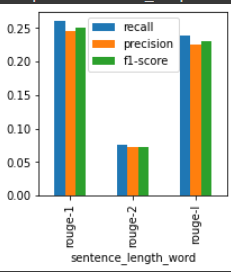 recall
precision
f1-score
0.25
0.20
0.15
0.10
0.05
0.00
rouge-1
rouge-2
rouge-l
sentence_length_word